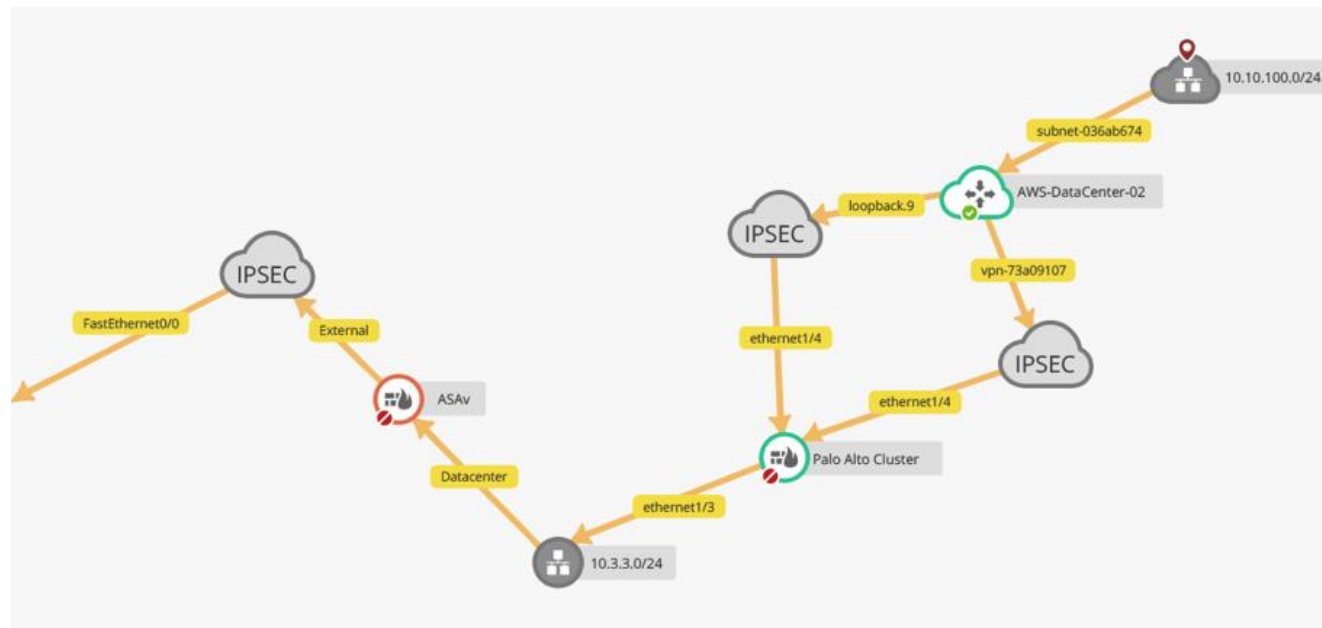 10.10.100.0/24
subnet-036ab674
AWS-DataCenter-02
loopback.9
IPSEC
vpn-73a09107
IPSEC
FastEthernet0/0
External
ethernet1/4
IPSEC
ASAv
ethernet1/4
Palo Alto Cluster
Datacenter
ethernet1/3
10.3.3.0/24